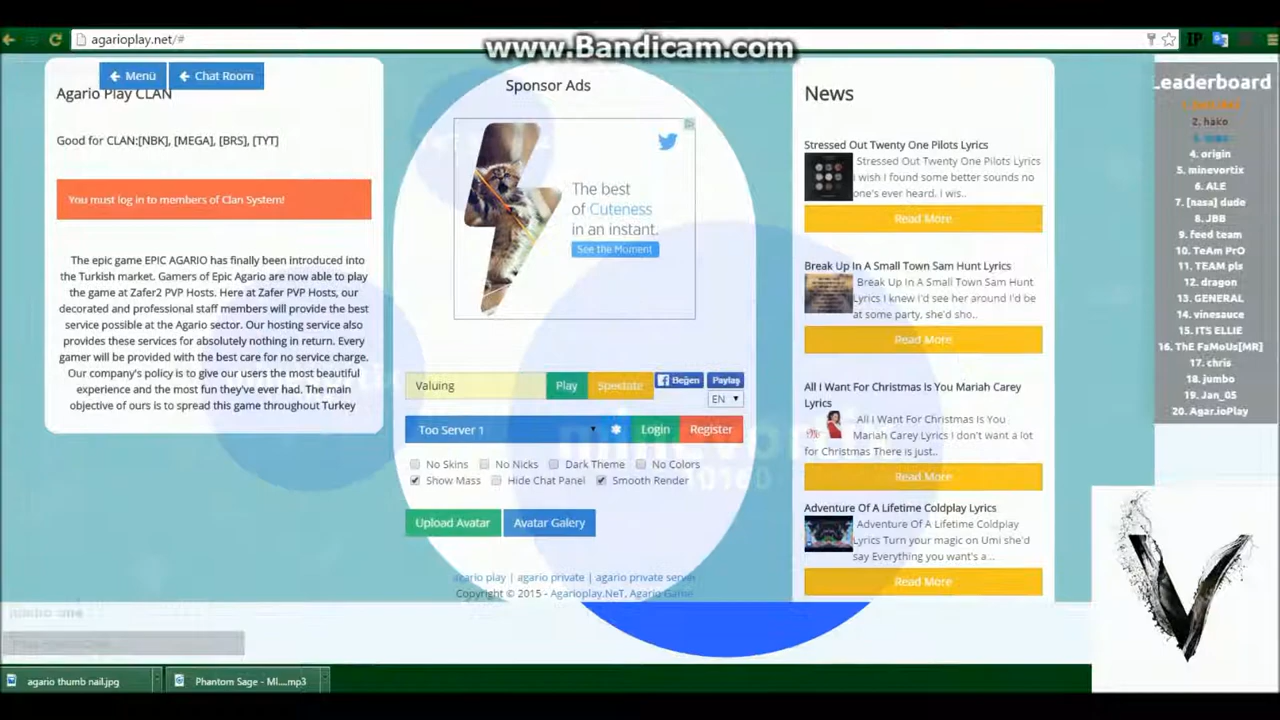 agarioplay.net/#
www.Bandicam.com
IP
Menü
Chat Room
Agario Play CLAN
Good for CLAN:[NBK], [MEGA], [BRS], [TYT]
You must log in to members of Clan System!
The epic game EPIC AGARIO has finally been introduced into
the Turkish market. Gamers of Epic Agario are now able to play
the game at Zafer2 PVP Hosts. Here at Zafer PVP Hosts, our
decorated and professional staff members will provide the best
service possible at the Agario sector. Our hosting service also
provides these services for absolutely nothing in return. Every
gamer will be provided with the best care for no service charge.
Our company's policy is to give our users the most beautiful
experience and the most fun they've ever had. The main
objective of ours is to spread this game throughout Turkey
Sponsor Ads
The best
of Cuteness
in an instant.
See the Moment
Valuing
Play
Spectate
Beğen
Paylaş
EN
Too Server 1
Login
Register
No Skins
No Nicks
Dark Theme
No Colors
Show Mass
Hide Chat Panel
Smooth Render
Upload Avatar
Avatar Galery
agario play | agario private | agario private server
Copyright © 2015 - Agarioplay.NeT, Agario Game
minevortix
10160
News
Stressed Out Twenty One Pilots Lyrics
Stressed Out Twenty One Pilots Lyrics
I wish I found some better sounds no
one's ever heard. I wis..
Read More
Break Up In A Small Town Sam Hunt Lyrics
Break Up In A Small Town Sam Hunt
Lyrics I knew I'd see her around I'd be
at some party, she'd sho..
Read More
All I Want For Christmas Is You Mariah Carey
Lyrics
All I Want For Christmas Is You
Mariah Carey Lyrics I don't want a lot
for Christmas There is just..
Read More
Adventure Of A Lifetime Coldplay Lyrics
Adventure Of A Lifetime Coldplay
Lyrics Turn your magic on Umi she'd
say Everything you want's a...
Read More
Leaderboard
2. hako
4. origin
5. minevortix
6. ALE
7. [nasa] dude
8. JBB
9. feed team
10. TeAm PrO
11. TEAM pls
12. dragon
13. GENERAL
14. vinesauce
15. ITS ELLIE
16. ThE FaMoUs[MR]
17. chris
18. jumbo
19. Jan_05
20. Agar.ioPlay
V
agario thumb nail.jpg
Phantom Sage - MI....mp3